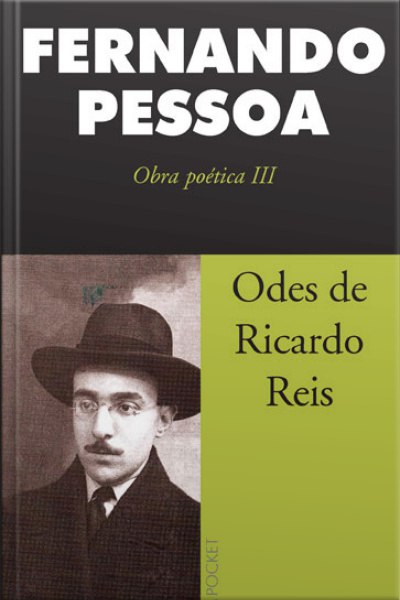 FERNANDO
PESSOA
Obra poética III
Odes de
Ricardo
Reis
POCKET